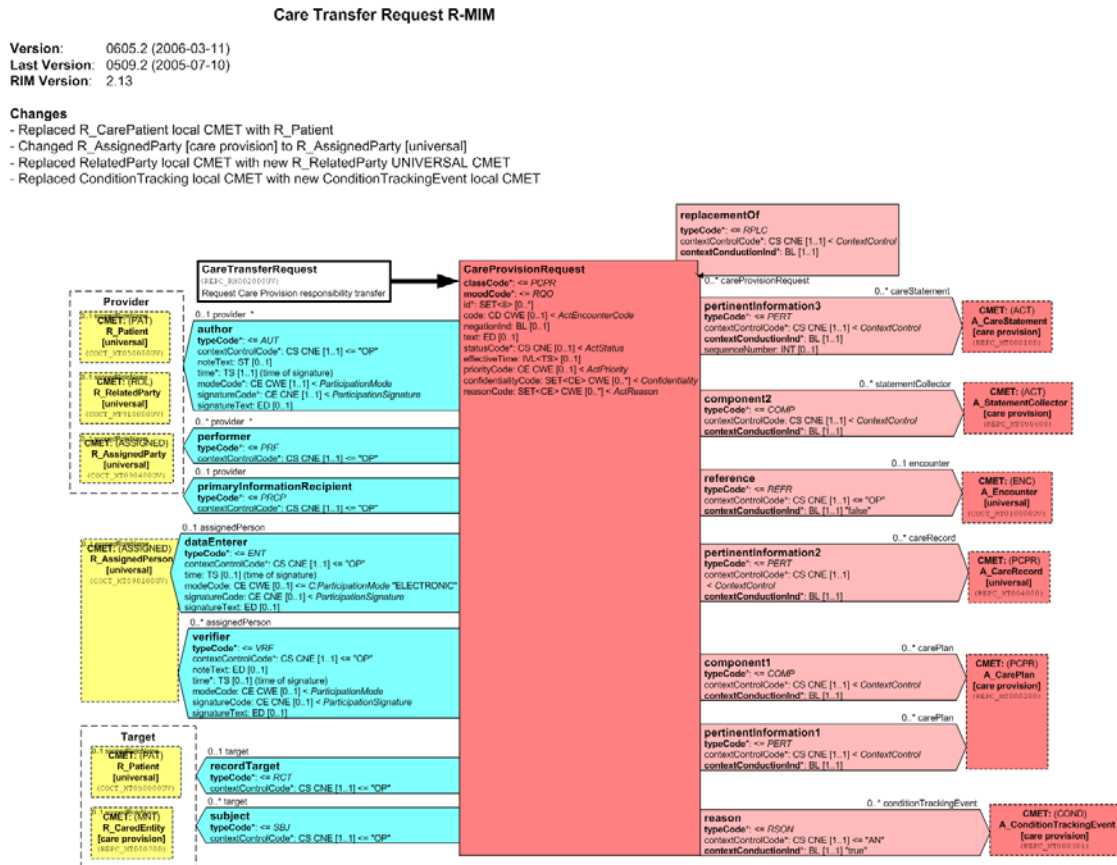 Care Transfer Request R-MIM
Version: 0605.2 (2006-03-11)
Last Version: 0509.2 (2005-07-10)
RIM Version: 2.13
Changes
- Replaced R_CarePatient local CMET with R_Patient
- Changed R_AssignedParty [care provision] to R_AssignedParty [universal]
- Replaced RelatedParty local CMET with new R_RelatedParty UNIVERSAL CMET
- Replaced ConditionTracking local CMET with new ConditionTrackingEvent local CMET
replacementOf
typeCode*: <= RPLC
contextControlCode*: CS CNE [1..1] < ContextControl
contextConductionInd*: BL [1..1]
0..* careProvisionRequest
CareTransferRequest
(REPC_RM002000UV)
Request Care Provision responsibility transfer
CareProvisionRequest
classCode*: <= PCPR
moodCode*: <= RQO
id*: SET<II> [0..*]
code: CD CWE [0..1] < ActEncounterCode
negationInd: BL [0..1]
text: ED [0..1]
statusCode*: CS CNE [0..1] < ActStatus
effectiveTime: IVL<TS> [0..1]
priorityCode: CE CWE [0..1] < ActPriority
confidentialityCode: SET<CE> CWE [0..*] < Confidentiality
reasonCode: SET<CE> CWE [0..*] < ActReason
Provider
CMET: (PAT)
R_Patient
[universal]
(COCT_MT050000UV)
CMET: (ROL)
R_RelatedParty
[universal]
(COCT_MT910000UV)
CMET: (ASSIGNED)
R_AssignedParty
[universal]
(COCT_MT090400UV)
0..1 provider *
author
typeCode*: <= AUT
contextControlCode*: CS CNE [1..1] <= "OP"
noteText: ST [0..1]
time*: TS [1..1] (time of signature)
modeCode*: CE CWE [1..1] < ParticipationMode
signatureCode*: CE CNE [1..1] < ParticipationSignature
signatureText: ED [0..1]
0..* provider *
performer
typeCode*: <= PRF
contextControlCode*: CS CNE [1..1] <= "OP"
0..1 provider
primaryInformationRecipient
typeCode*: <= PRCP
contextControlCode*: CS CNE [1..1] <= "OP"
0..1 assignedPerson
dataEnterer
typeCode*: <= ENT
contextControlCode*: CS CNE [1..1] <= "OP"
time: TS [0..1] (time of signature)
modeCode: CE CWE [0..1] <= C:ParticipationMode "ELECTRONIC"
signatureCode: CE CNE [0..1] < ParticipationSignature
signatureText: ED [0..1]
CMET: (ASSIGNED)
R_AssignedPerson
[universal]
(COCT_MT090100UV)
0..* assignedPerson
verifier
typeCode*: <= VRF
contextControlCode*: CS CNE [1..1] <= "OP"
noteText: ED [0..1]
time*: TS [1..1] (time of signature)
modeCode: CE CWE [0..1] < ParticipationMode
signatureCode: CE CNE [0..1] < ParticipationSignature
signatureText: ED [0..1]
Target
CMET: (PAT)
R_Patient
[universal]
(COCT_MT050000UV)
CMET: (MNT)
R_CaredEntity
[care provision]
(REPC_MT000700)
0..1 target
recordTarget
typeCode*: <= RCT
contextControlCode*: CS CNE [1..1] <= "OP"
0..* target
subject
typeCode*: <= SBJ
contextControlCode*: CS CNE [1..1] <= "OP"
0..* careStatement
pertinentInformation3
typeCode*: <= PERT
contextControlCode*: CS CNE [1..1] < ContextControl
contextConductionInd*: BL [1..1]
sequenceNumber: INT [0..1]
CMET: (ACT)
A_CareStatement
[care provision]
(REPC_MT000100)
0..* statementCollector
component2
typeCode*: <= COMP
contextControlCode: CS CNE [1..1] < ContextControl
contextConductionInd*: BL [1..1]
CMET: (ACT)
A_StatementCollector
[care provision]
(REPC_MT000400)
0..1 encounter
reference
typeCode*: <= REFR
contextControlCode*: CS CNE [1..1] <= "OP"
contextConductionInd*: BL [1..1] "false"
CMET: (ENC)
A_Encounter
[universal]
(COCT_MT010000UV)
0..* careRecord
pertinentInformation2
typeCode*: <= PERT
contextControlCode*: CS CNE [1..1]
< ContextControl
contextConductionInd*: BL [1..1]
CMET: (PCPR)
A_CareRecord
[universal]
(REPC_MT004000)
0..* carePlan
component1
typeCode*: <= COMP
contextControlCode*: CS CNE [1..1] < ContextControl
contextConductionInd*: BL [1..1]
CMET: (PCPR)
A_CarePlan
[care provision]
(REPC_MT000200)
0..* carePlan
pertinentInformation1
typeCode*: <= PERT
contextControlCode*: CS CNE [1..1] < ContextControl
contextConductionInd*: BL [1..1]
0..* conditionTrackingEvent
reason
typeCode*: <= RSON
contextControlCode*: CS CNE [1..1] <= "AN"
contextConductionInd*: BL [1..1] "true"
CMET: (COND)
A_ConditionTrackingEvent
[care provision]
(REPC_MT000301)